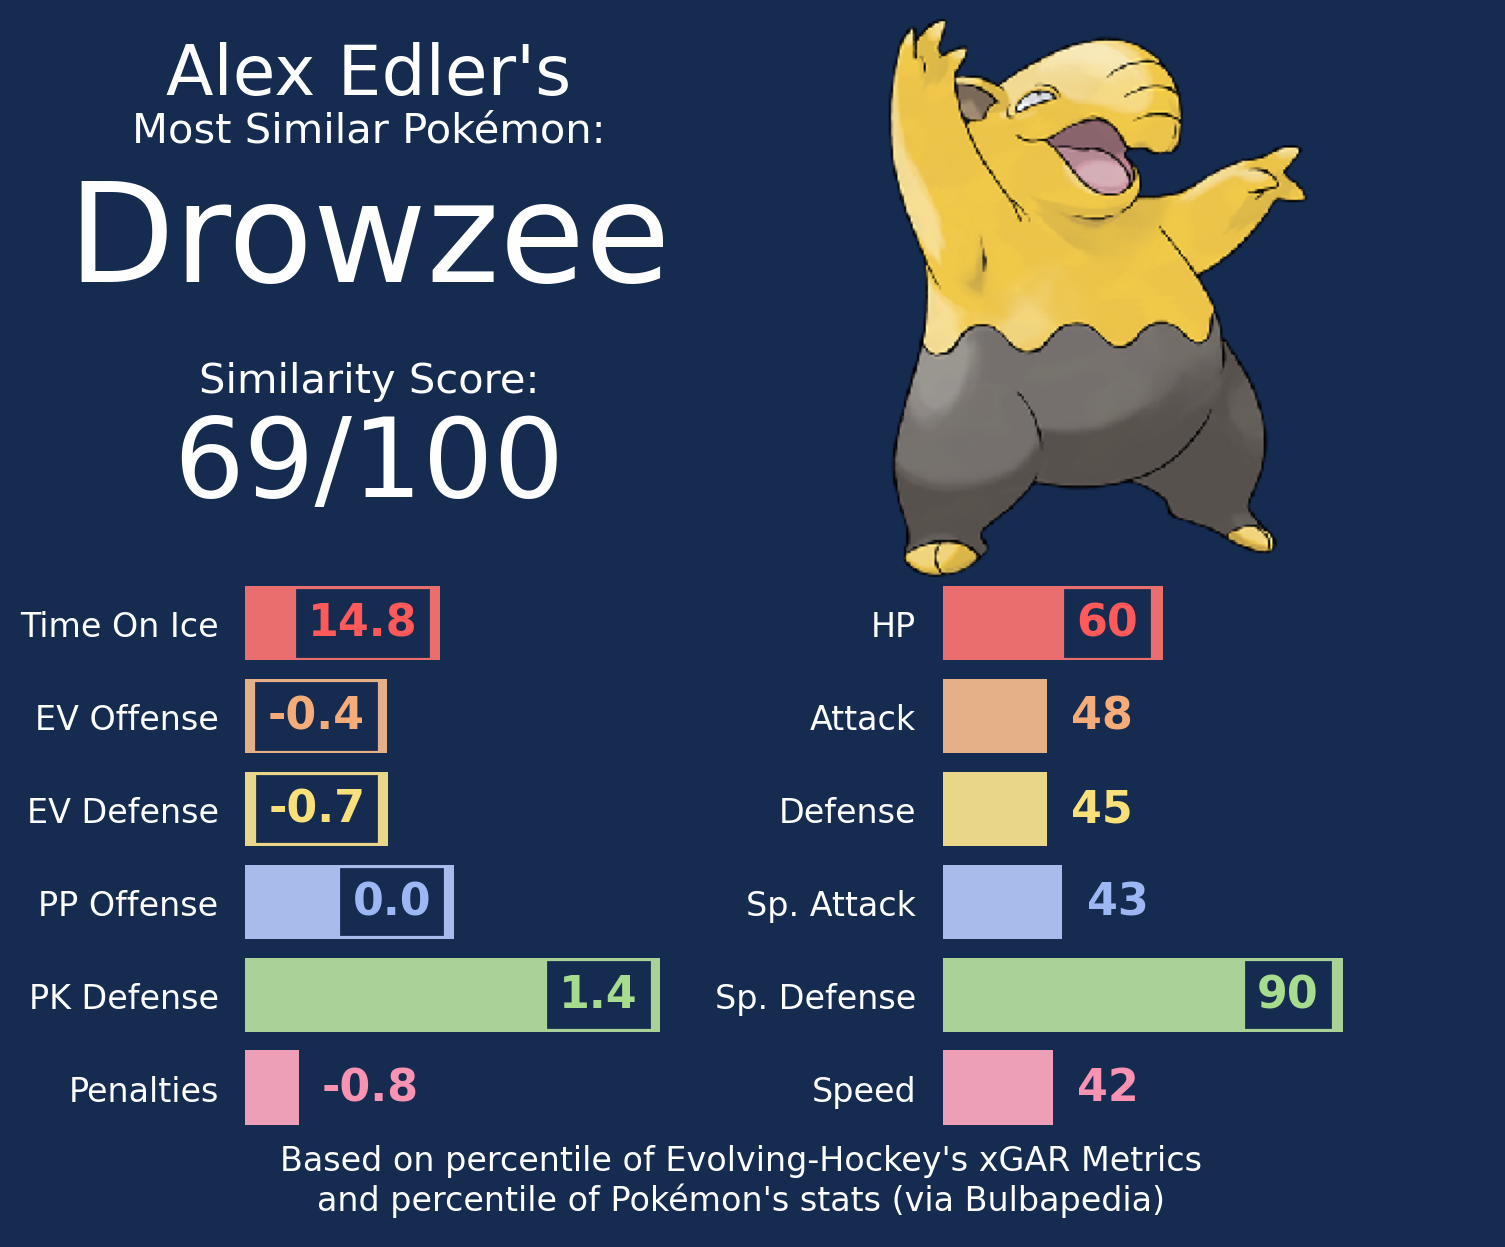 Alex Edler's
Most Similar Pokémon:
Drowzee
Similarity Score:
69/100
Time On Ice 14.8
EV Offense -0.4
EV Defense -0.7
PP Offense 0.0
PK Defense 1.4
Penalties -0.8
HP 60
Attack 48
Defense 45
Sp. Attack 43
Sp. Defense 90
Speed 42
Based on percentile of Evolving-Hockey's xGAR Metrics
and percentile of Pokémon's stats (via Bulbapedia)